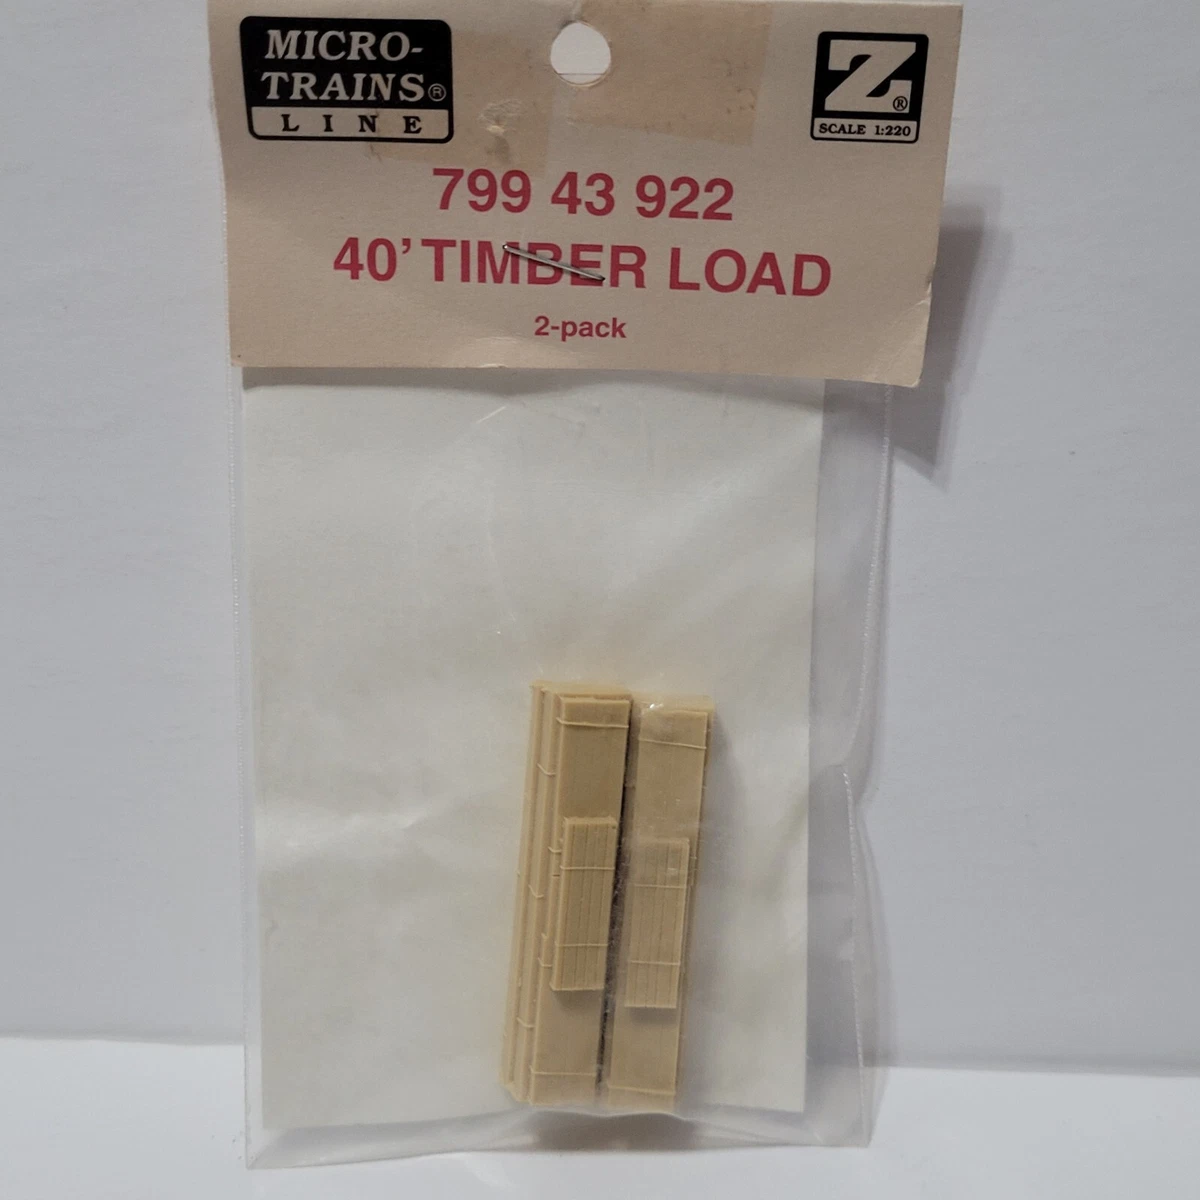 MICRO-
TRAINS®
LINE
Z®
SCALE 1:220
799 43 922
40' TIMBER LOAD
2-pack